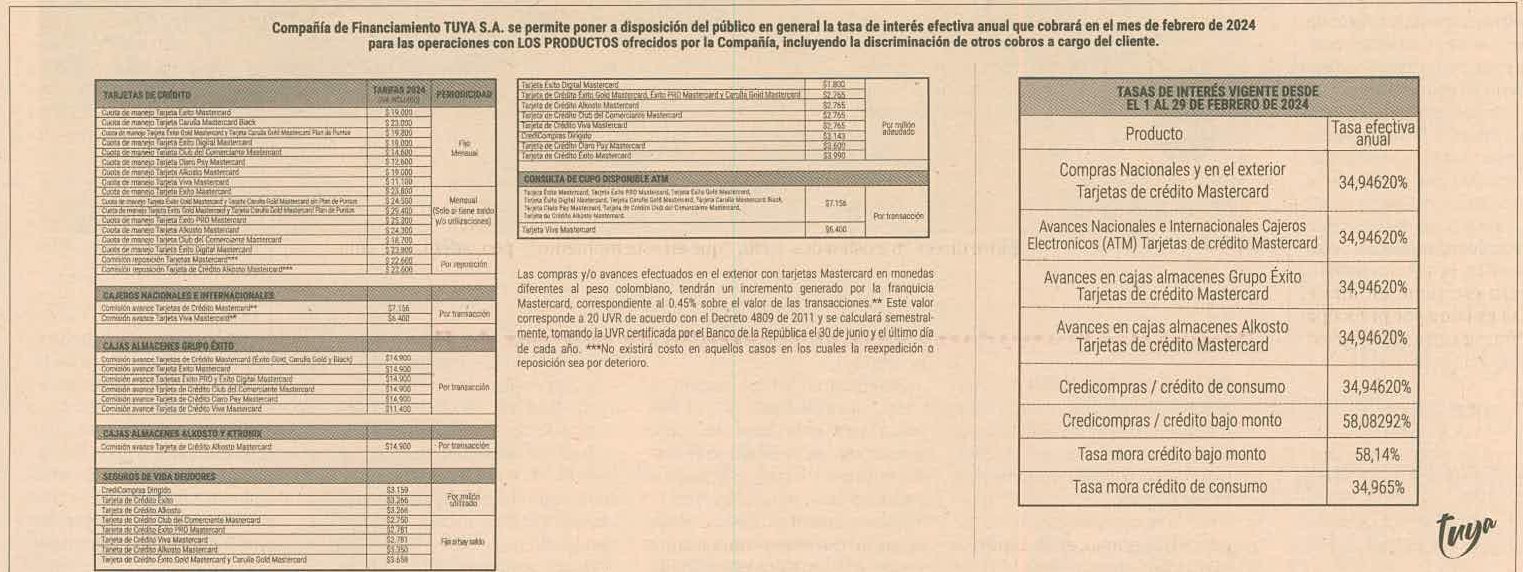 Compañía de Financiamiento TUYA S.A. se permite poner a disposición del público en general la tasa de interés efectiva anual que cobrará en el mes de febrero de 2024
para las operaciones con LOS PRODUCTOS ofrecidos por la Compañía, incluyendo la discriminación de otros cobros a cargo del cliente.
TARJETAS DE CRÉDITO TARIFAS 2024 PERIODICIDAD
(IVA INCLUIDO)
Cuota de manejo Tarjeta Éxito Mastercard $ 19.000
Cuota de manejo Tarjeta Carulla Mastercard Black $ 23.000
Cuota de manejo Tarjeta Éxito Gold Mastercard y Tarjeta Carulla Gold Mastercard Plan de Puntos $ 19.800
Cuota de manejo Tarjeta Éxito Digital Mastercard $ 19.000
Cuota de manejo Tarjeta Club del Comerciante Mastercard $ 14.600
Cuota de manejo Tarjeta Claro Pay Mastercard $ 12.600
Cuota de manejo Tarjeta Alkosto Mastercard $ 19.000
Cuota de manejo Tarjeta Viva Mastercard $ 11.100
Fijo
Mensual
Cuota de manejo Tarjeta Éxito Mastercard $ 23.800
Cuota de manejo Tarjeta Éxito Gold Mastercard y Tarjeta Carulla Gold Mastercard sin Plan de Puntos $ 24.500
Cuota de manejo Tarjeta Éxito Gold Mastercard y Tarjeta Carulla Gold Mastercard Plan de Puntos $ 29.400
Cuota de manejo Tarjeta Éxito PRO Mastercard $ 25.200
Cuota de manejo Tarjeta Alkosto Mastercard $ 24.300
Cuota de manejo Tarjeta Club del Comerciante Mastercard $ 18.700
Cuota de manejo Tarjeta Éxito Digital Mastercard $ 23.800
Mensual
(Solo si tiene saldo
y/o utilizaciones)
Comisión reposición Tarjetas Mastercard*** $ 22.600
Comisión reposición Tarjeta de Crédito Alkosto Mastercard*** $ 22.600
Por reposición
CAJEROS NACIONALES E INTERNACIONALES
Comisión avance Tarjetas de Crédito Mastercard** $7.156
Comisión avance Tarjeta Viva Mastercard** $6.400
Por transacción
CAJAS ALMACENES GRUPO ÉXITO
Comisión avance Tarjetas de Crédito Mastercard (Éxito Gold, Carulla Gold y Black) $14.900
Comisión avance Tarjeta Éxito Mastercard $14.900
Comisión avance Tarjetas Éxito PRO y Éxito Digital Mastercard $14.900
Comisión avance Tarjeta de Crédito Club del Comerciante Mastercard $14.900
Comisión avance Tarjeta de Crédito Claro Pay Mastercard $14.900
Comisión avance Tarjeta de Crédito Viva Mastercard $11.400
Por transacción
CAJAS ALMACENES ALKOSTO Y KTRONIX
Comisión avance Tarjeta de Crédito Alkosto Mastercard $14.900 Por transacción
SEGUROS DE VIDA DEUDORES
CrediCompras Dirigido $3.159
Tarjeta de Crédito Éxito $3.266
Tarjeta de Crédito Alkosto $3.266
Por millón
utilizado
Tarjeta de Crédito Club del Comerciante Mastercard $2.750
Tarjeta de Crédito Éxito PRO Mastercard $2.781
Tarjeta de Crédito Viva Mastercard $2.781
Tarjeta de Crédito Alkosto Mastercard $3.350
Tarjeta de Crédito Éxito Gold Mastercard y Carulla Gold Mastercard $3.658
Fija si hay saldo
Tarjeta Éxito Digital Mastercard $1.800
Tarjeta de Crédito Éxito Gold Mastercard, Éxito PRO Mastercard y Carulla Gold Mastercard $2.765
Tarjeta de Crédito Alkosto Mastercard $2.765
Tarjeta de Crédito Club del Comerciante Mastercard $2.765
Tarjeta de Crédito Viva Mastercard $2.765
CrediCompras Dirigido $3.143
Tarjeta de Crédito Claro Pay Mastercard $3.600
Tarjeta de Crédito Éxito Mastercard $3.990
Por millón
adeudado
CONSULTA DE CUPO DISPONIBLE ATM
Tarjeta Éxito Mastercard, Tarjeta Éxito PRO Mastercard, Tarjeta Éxito Gold Mastercard,
Tarjeta Éxito Digital Mastercard, Tarjeta Carulla Gold Mastercard, Tarjeta Carulla Mastercard Black,
Tarjeta Claro Pay Mastercard, Tarjeta de Crédito Club del Comerciante Mastercard,
Tarjeta de Crédito Alkosto Mastercard.
$7.156
Tarjeta Viva Mastercard $6.400
Por transacción
Las compras y/o avances efectuados en el exterior con tarjetas Mastercard en monedas
diferentes al peso colombiano, tendrán un incremento generado por la franquicia
Mastercard, correspondiente al 0.45% sobre el valor de las transacciones.** Este valor
corresponde a 20 UVR de acuerdo con el Decreto 4809 de 2011 y se calculará semestral-
mente, tomando la UVR certificada por el Banco de la República el 30 de junio y el último día
de cada año. ***No existirá costo en aquellos casos en los cuales la reexpedición o
reposición sea por deterioro.
TASAS DE INTERÉS VIGENTE DESDE
EL 1 AL 29 DE FEBRERO DE 2024
Producto Tasa efectiva
anual
Compras Nacionales y en el exterior
Tarjetas de crédito Mastercard 34,94620%
Avances Nacionales e Internacionales Cajeros
Electronicos (ATM) Tarjetas de crédito Mastercard 34,94620%
Avances en cajas almacenes Grupo Éxito
Tarjetas de crédito Mastercard 34,94620%
Avances en cajas almacenes Alkosto
Tarjetas de crédito Mastercard 34,94620%
Credicompras / crédito de consumo 34,94620%
Credicompras / crédito bajo monto 58,08292%
Tasa mora crédito bajo monto 58,14%
Tasa mora crédito de consumo 34,965%
tuya